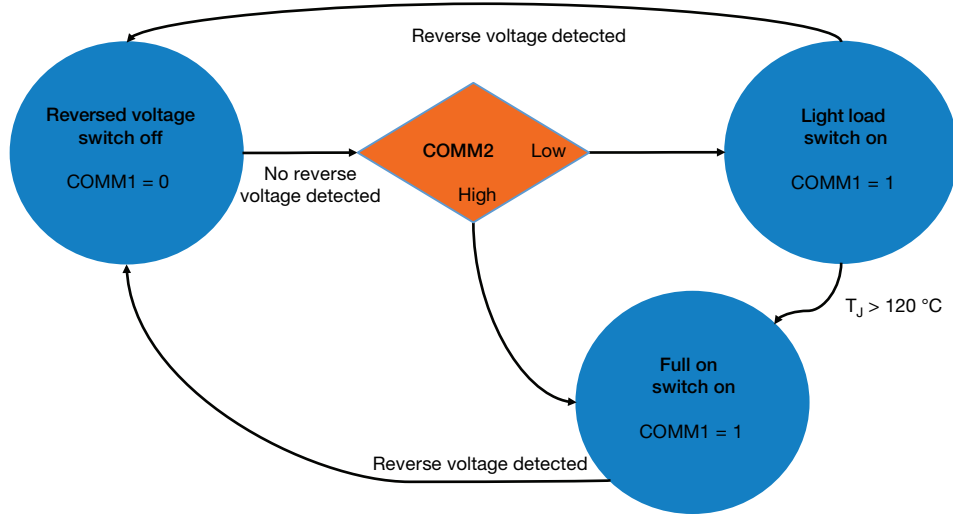 Reverse voltage detected
Reversed voltage
switch off
COMM1 = 0
No reverse
voltage detected
COMM2 Low
High
Light load
switch on
COMM1 = 1
T_J > 120 °C
Full on
switch on
COMM1 = 1
Reverse voltage detected